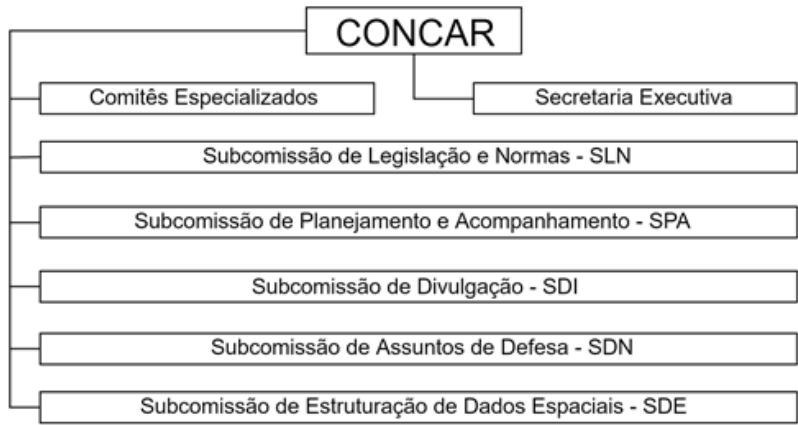 CONCAR
Comitês Especializados
Secretaria Executiva
Subcomissão de Legislação e Normas - SLN
Subcomissão de Planejamento e Acompanhamento - SPA
Subcomissão de Divulgação - SDI
Subcomissão de Assuntos de Defesa - SDN
Subcomissão de Estruturação de Dados Espaciais - SDE